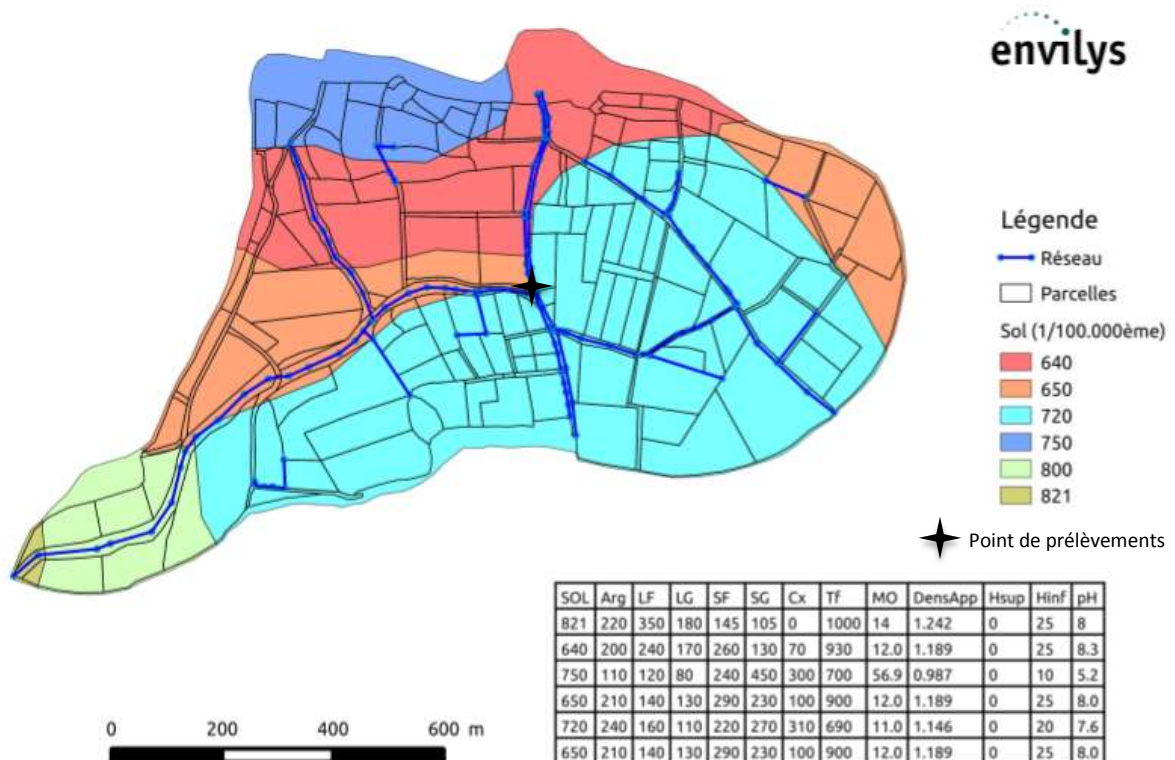 envilys
Légende
Réseau
Parcelles
Sol (1/100.000ème)
640
650
720
750
800
821
Point de prélèvements
SOL Arg LF LG SF SG Cx Tf MO DensApp Hsup Hinf pH
821 220 350 180 145 105 0 1000 14 1.242 0 25 8
640 200 240 170 260 130 70 930 12.0 1.189 0 25 8.3
750 110 120 80 240 450 300 700 56.9 0.987 0 10 5.2
650 210 140 130 290 230 100 900 12.0 1.189 0 25 8.0
720 240 160 110 220 270 310 690 11.0 1.146 0 20 7.6
650 210 140 130 290 230 100 900 12.0 1.189 0 25 8.0
0 200 400 600 m